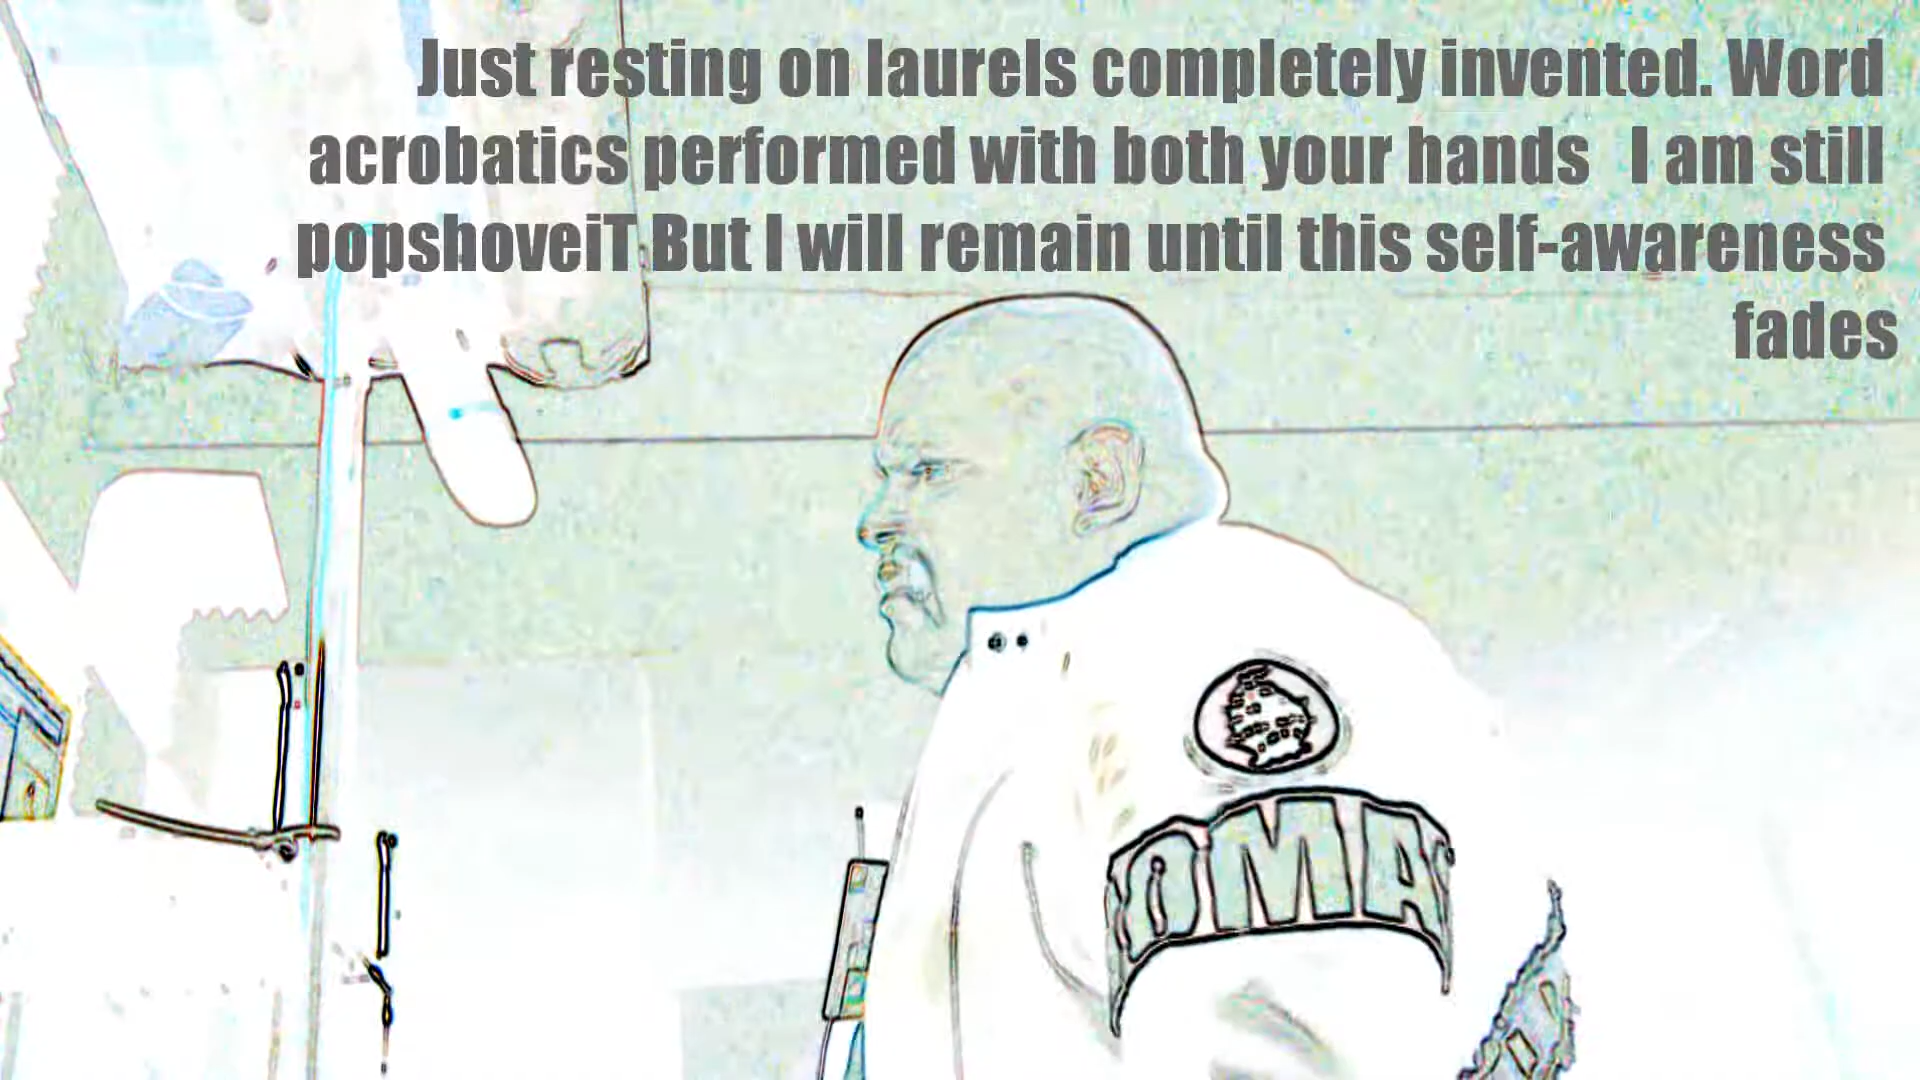 Just resting on laurels completely invented. Word
acrobatics performed with both your hands I am still
popshoveiT But I will remain until this self-awareness
fades
OMA